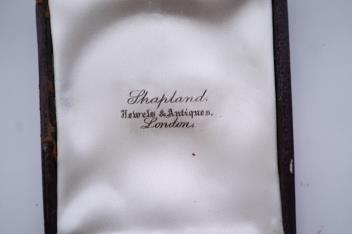 Shapland.
Jewels & Antiques.
London.